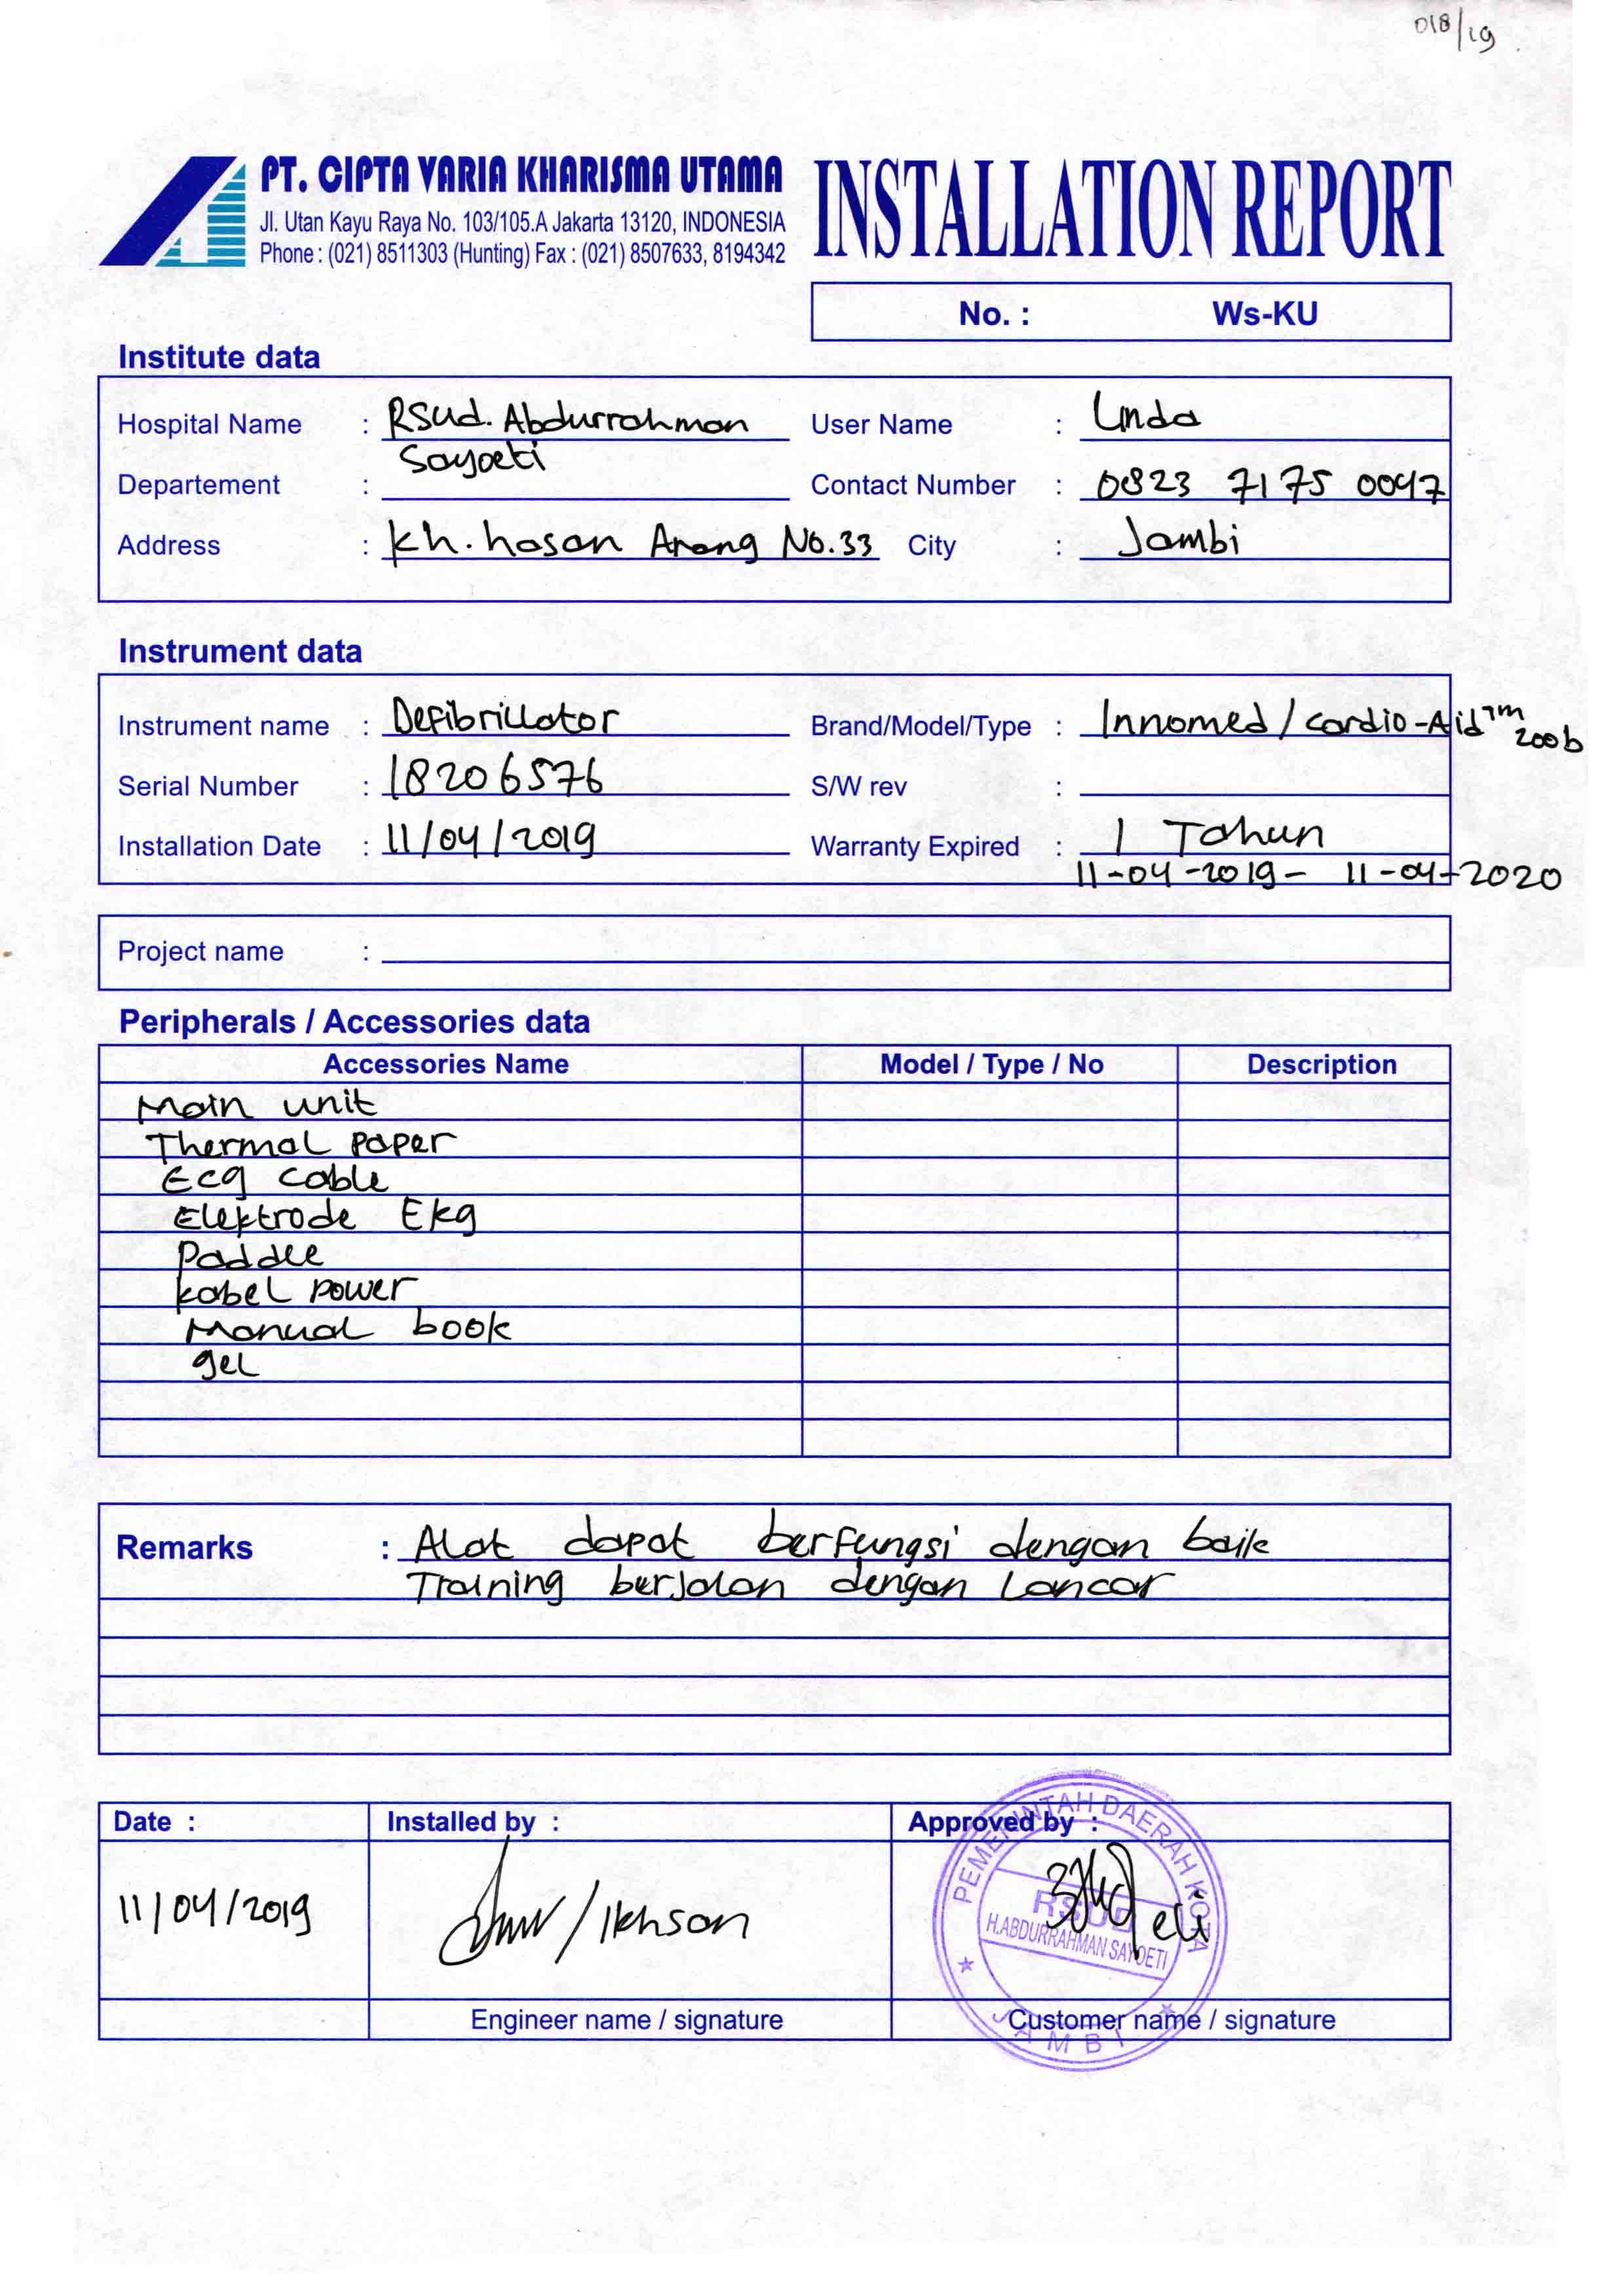 018/19
PT. CIPTA VARIA KHARISMA UTAMA
Jl. Utan Kayu Raya No. 103/105.A Jakarta 13120, INDONESIA
Phone : (021) 8511303 (Hunting) Fax : (021) 8507633, 8194342
INSTALLATION REPORT
No. : Ws-KU
Institute data
Hospital Name : RSud. Abdurrahman User Name : Linda
Sayoeti
Departement : Contact Number : 0823 7175 0047
Address : kh. hasan Arang No.33 City : Jambi
Instrument data
Instrument name : Defibrillator Brand/Model/Type : Innomed / cardio-Aid™ 200b
Serial Number : 18206576 S/W rev :
Installation Date : 11/04/2019 Warranty Expired : 1 Tahun
11-04-2019 - 11-04-2020
Project name :
Peripherals / Accessories data
Accessories Name Model / Type / No Description
Main unit
Thermal paper
Ecg cable
Elektrode Ekg
Paddle
kabel power
Manual book
gel
Remarks : Alat dapat berfungsi dengan baik
Training berjalan dengan Lancar
Date : Installed by : Approved by :
11/04/2019 / Ikhsan eli
PEMERINTAH DAERAH KOTA
RSUD
H.ABDURRAHMAN SAYOETI
JAMBI
Engineer name / signature Customer name / signature